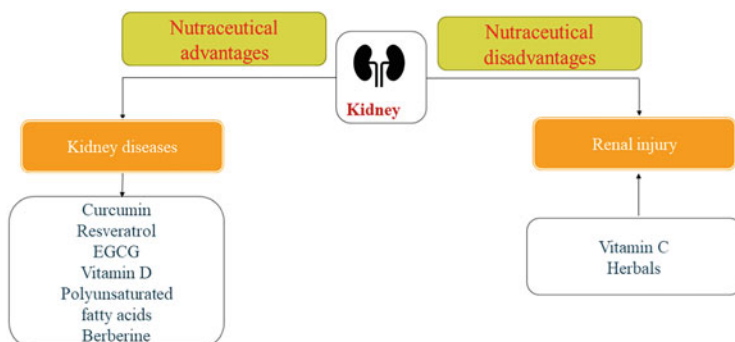 Nutraceutical
advantages
Nutraceutical
disadvantages
Kidney
Kidney diseases
Renal injury
Curcumin
Resveratrol
EGCG
Vitamin D
Polyunsaturated
fatty acids
Berberine
Vitamin C
Herbals